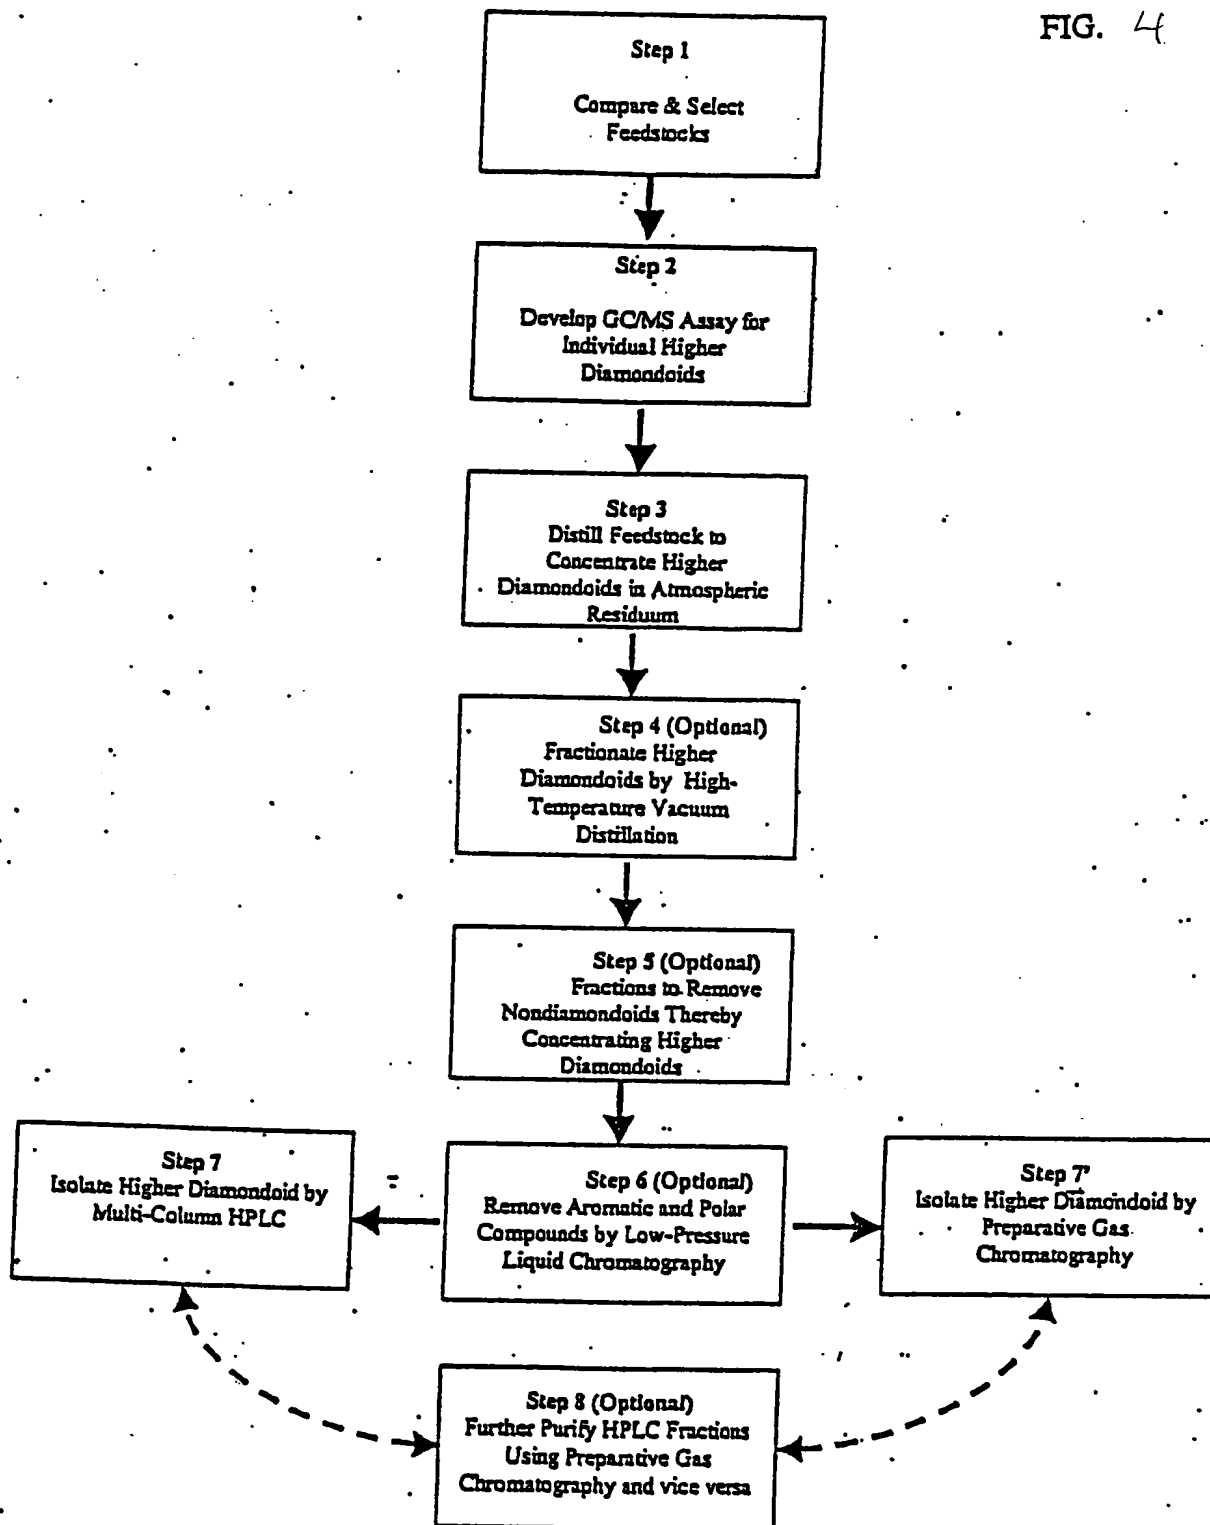 FIG. 4
Step 1
Compare & Select
Feedstocks
Step 2
Develop GC/MS Assay for
Individual Higher
Diamondoids
Step 3
Distill Feedstock to
Concentrate Higher
Diamondoids in Atmospheric
Residuum
Step 4 (Optional)
Fractionate Higher
Diamondoids by High-
Temperature Vacuum
Distillation
Step 5 (Optional)
Fractions to Remove
Nondiamondoids Thereby
Concentrating Higher
Diamondoids
Step 6 (Optional)
Remove Aromatic and Polar
Compounds by Low-Pressure
Liquid Chromatography
Step 7
Isolate Higher Diamondoid by
Multi-Column HPLC
Step 7'
Isolate Higher Diamondoid by
Preparative Gas
Chromatography
Step 8 (Optional)
Further Purify HPLC Fractions
Using Preparative Gas
Chromatography and vice versa